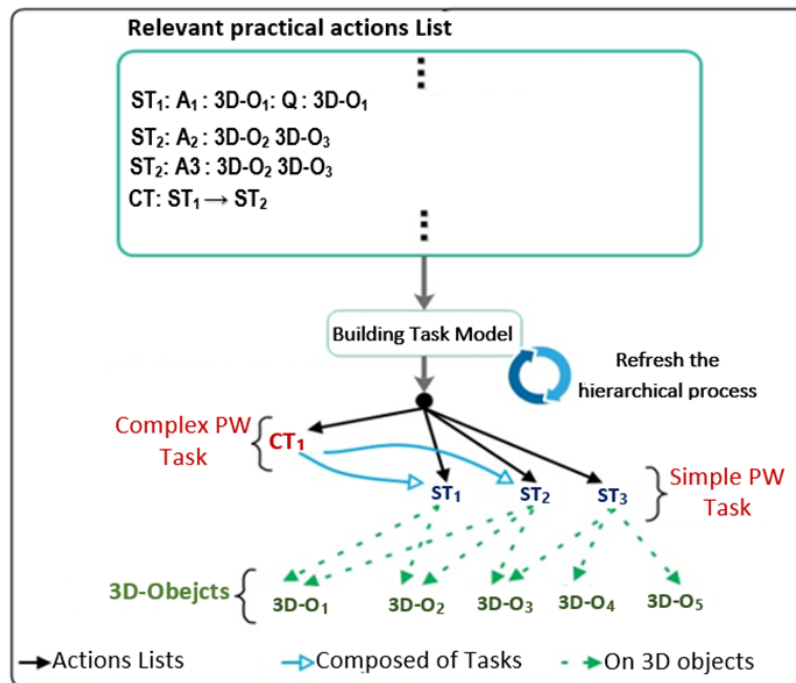 Relevant practical actions List
ST₁: A₁ : 3D-O₁: Q : 3D-O₁
ST₂: A₂ : 3D-O₂ 3D-O₃
ST₂: A3 : 3D-O₂ 3D-O₃
CT: ST₁ → ST₂
Building Task Model
Refresh the
hierarchical process
Complex PW
Task
CT₁
ST₁ ST₂ ST₃
Simple PW
Task
3D-Obejcts
3D-O₁ 3D-O₂ 3D-O₃ 3D-O₄ 3D-O₅
Actions Lists Composed of Tasks On 3D objects